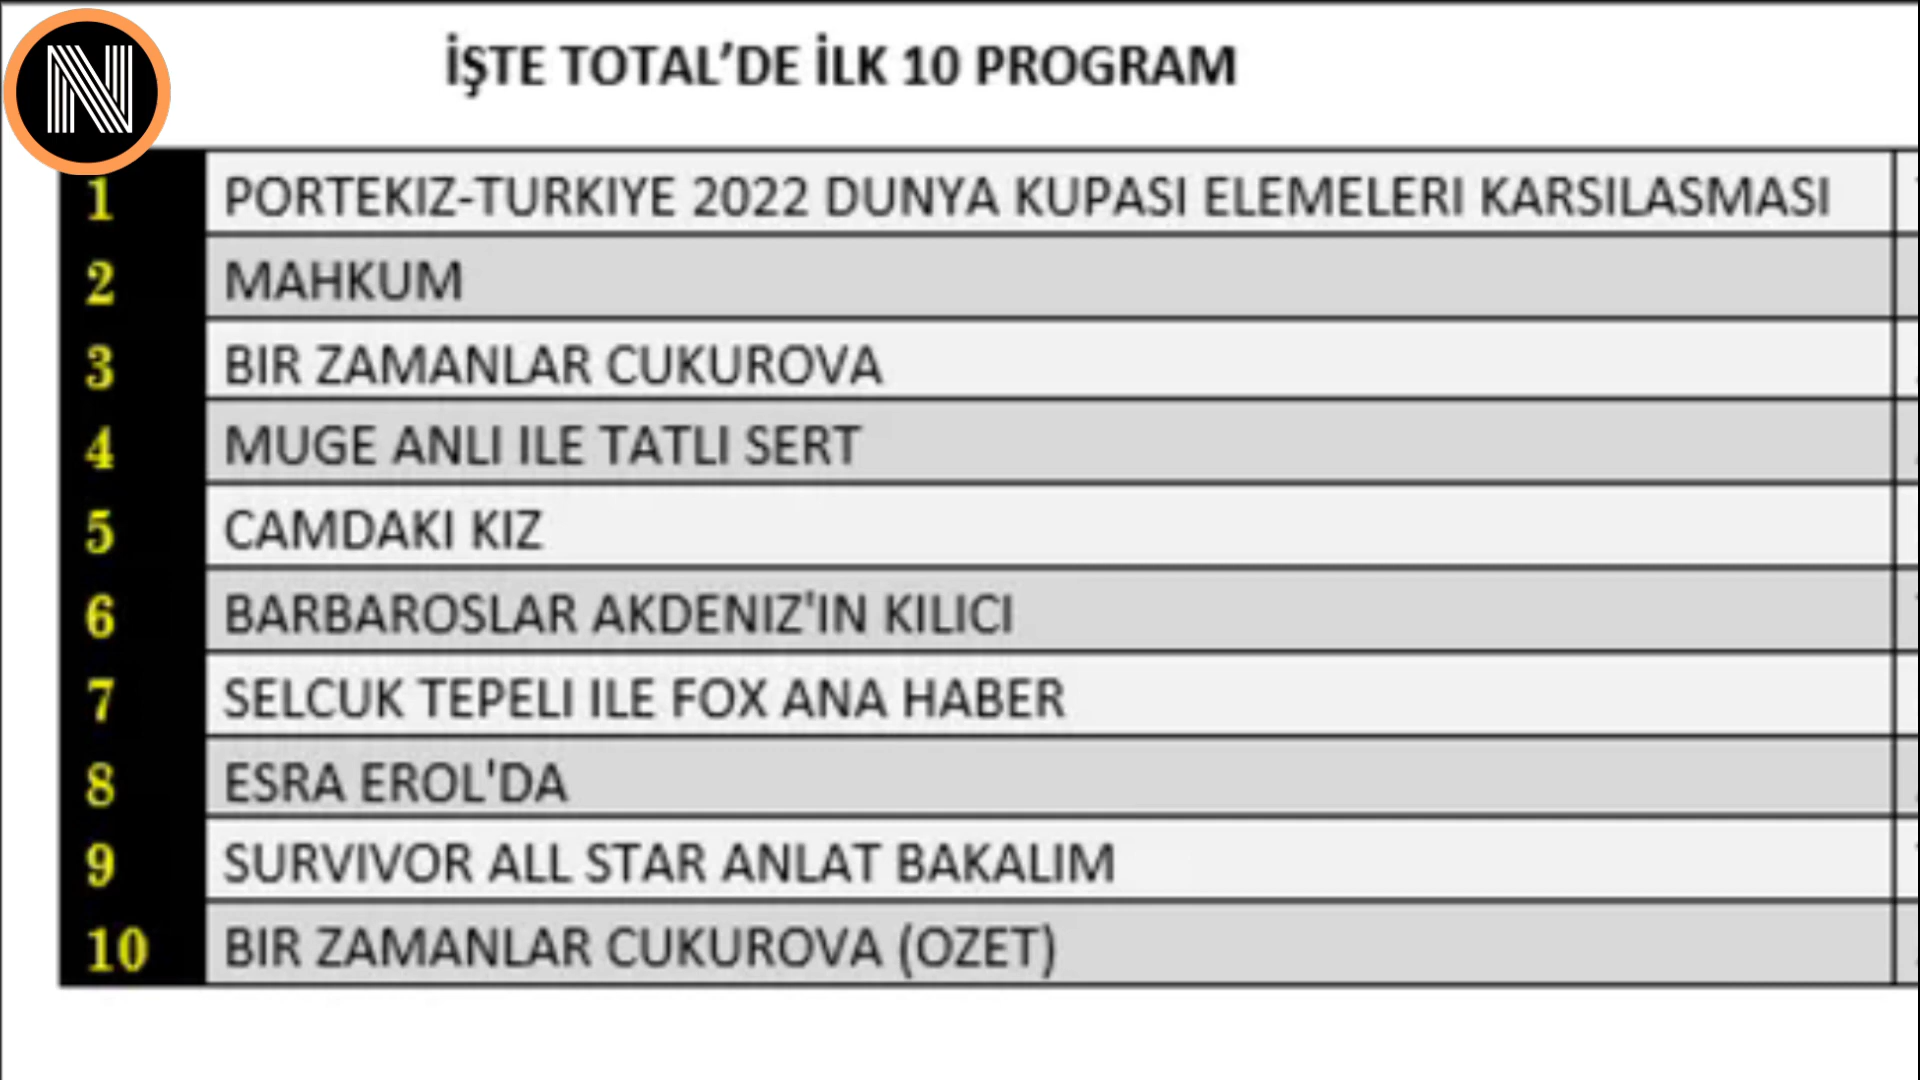 N
İŞTE TOTAL’DE İLK 10 PROGRAM
1 PORTEKIZ-TURKIYE 2022 DUNYA KUPASI ELEMELERI KARSILASMASI
2 MAHKUM
3 BIR ZAMANLAR CUKUROVA
4 MUGE ANLI ILE TATLI SERT
5 CAMDAKI KIZ
6 BARBAROSLAR AKDENIZ'IN KILICI
7 SELCUK TEPELI ILE FOX ANA HABER
8 ESRA EROL'DA
9 SURVIVOR ALL STAR ANLAT BAKALIM
10 BIR ZAMANLAR CUKUROVA (OZET)